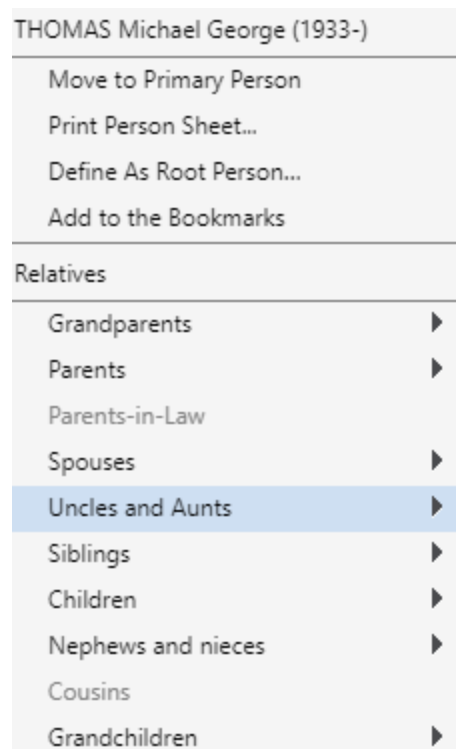 THOMAS Michael George (1933-)
Move to Primary Person
Print Person Sheet...
Define As Root Person...
Add to the Bookmarks
Relatives
Grandparents
Parents
Parents-in-Law
Spouses
Uncles and Aunts
Siblings
Children
Nephews and nieces
Cousins
Grandchildren